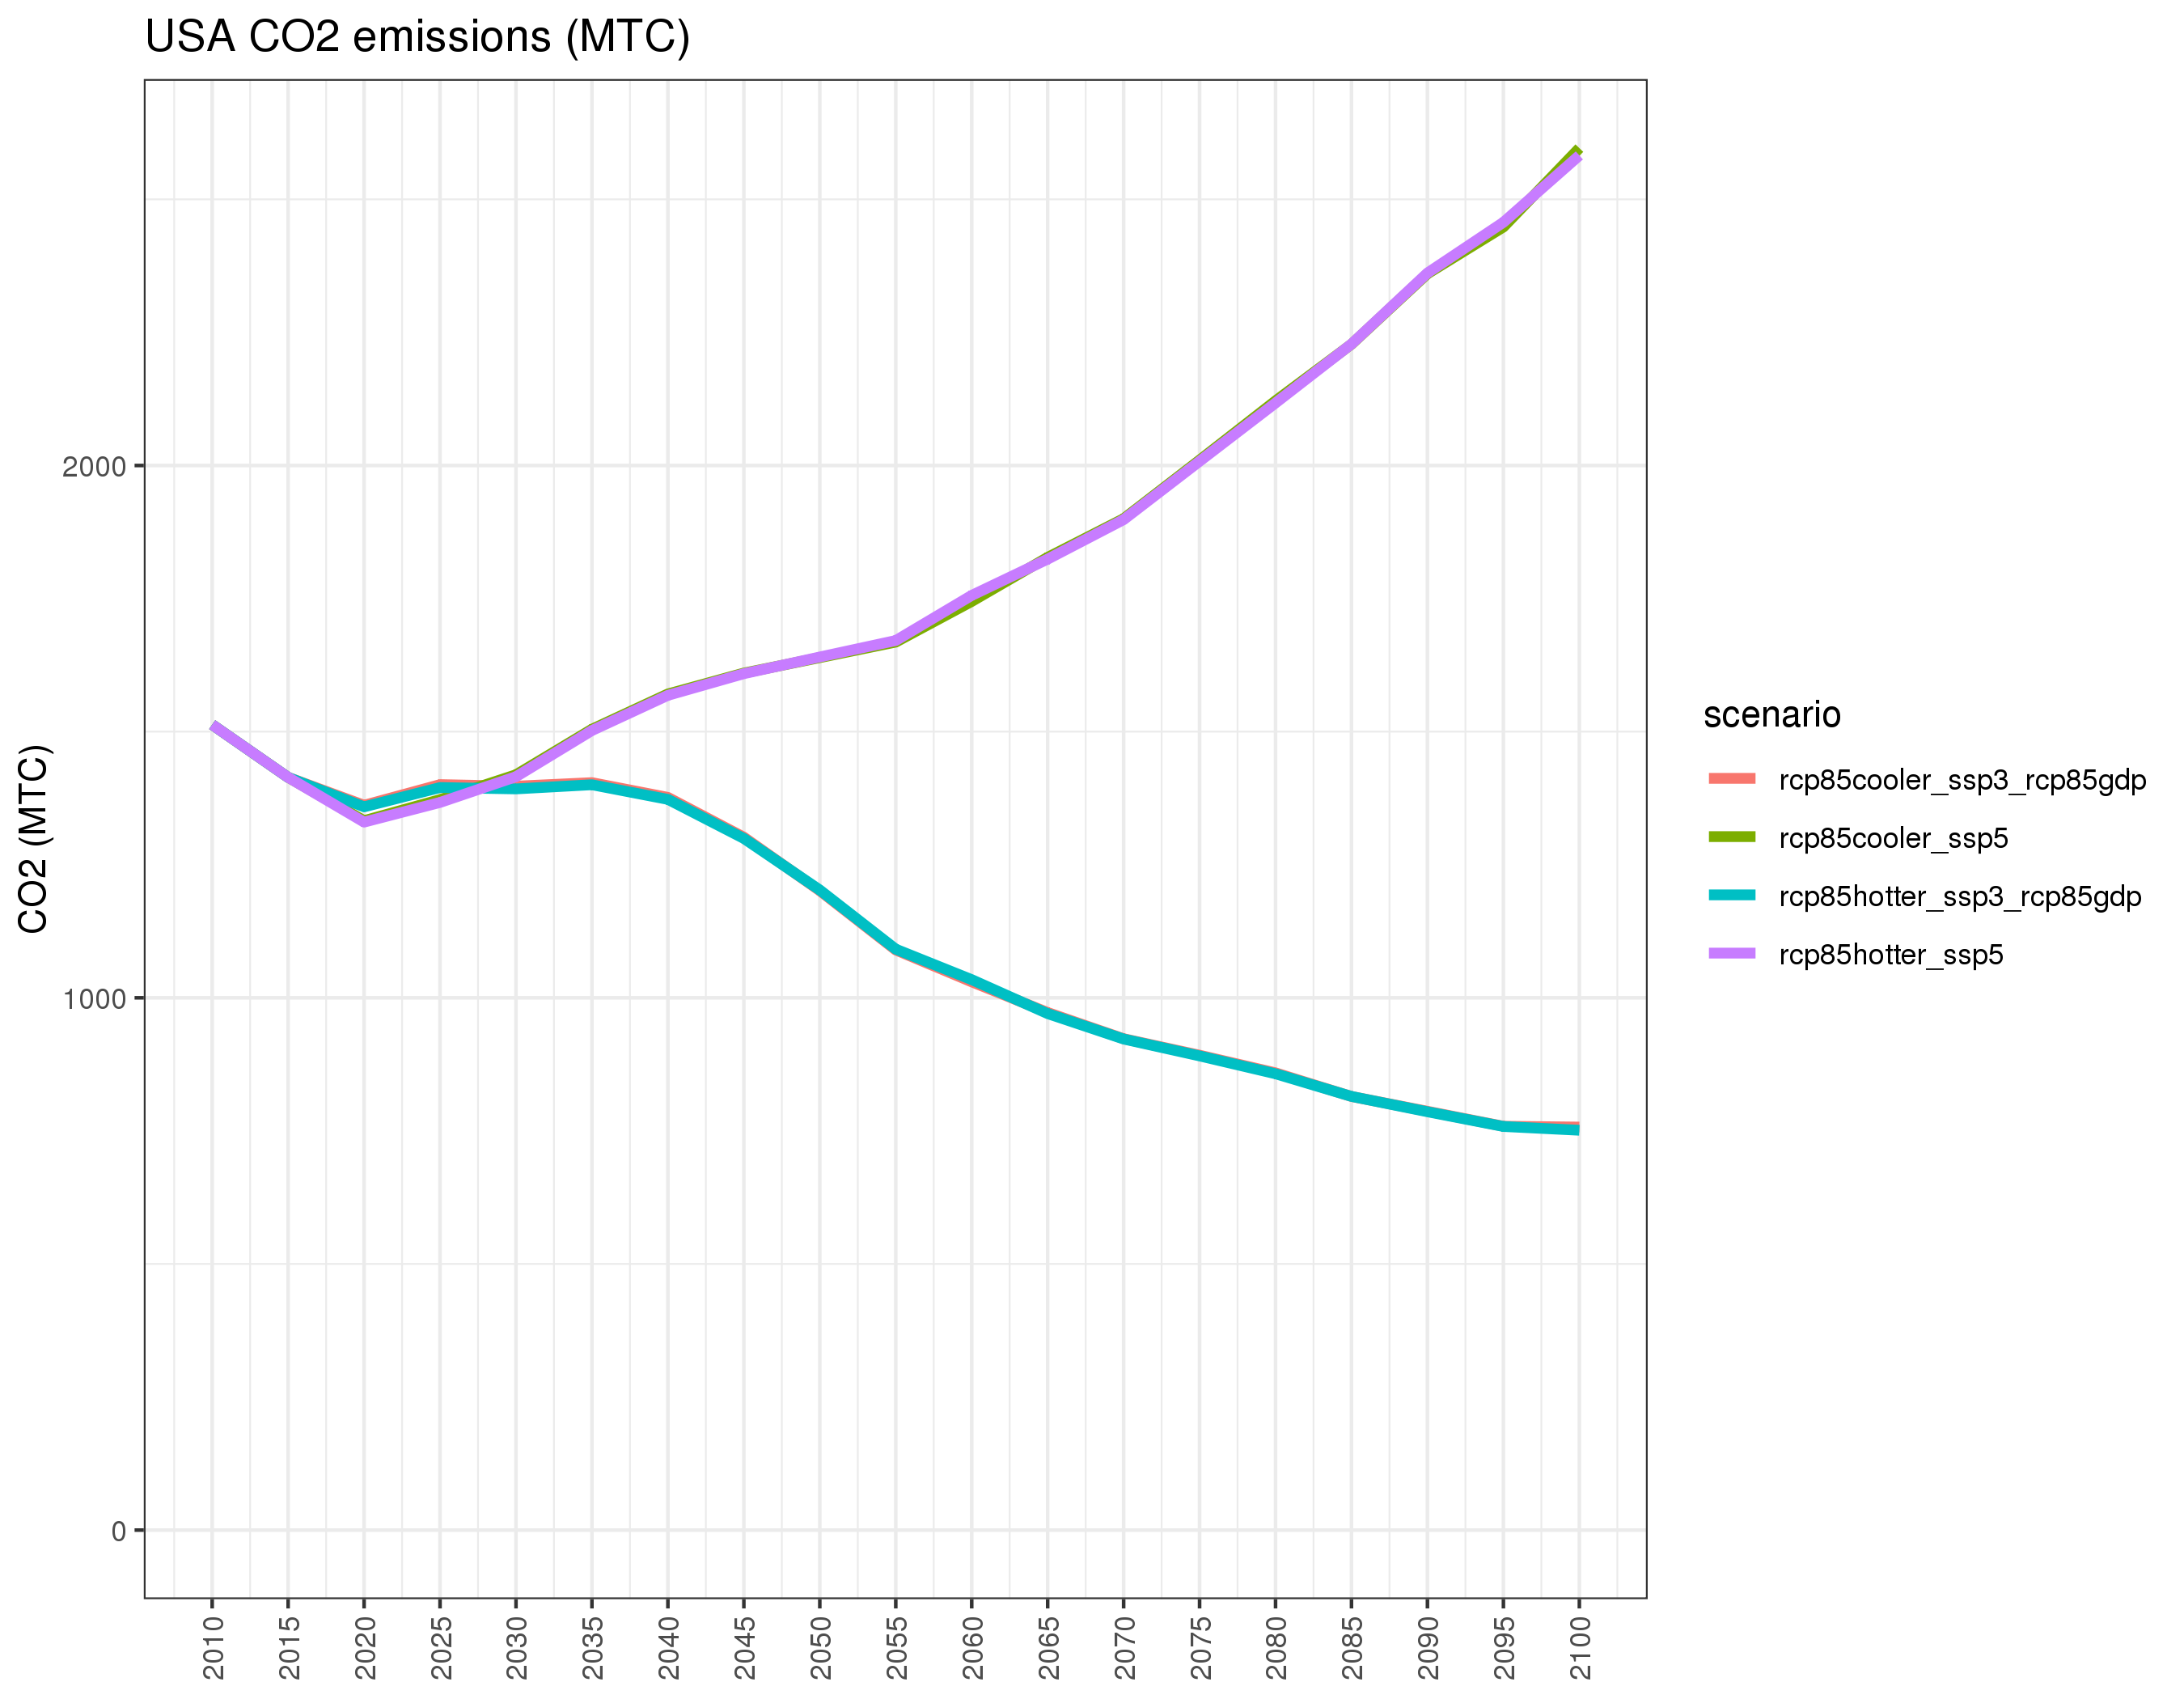 USA CO2 emissions (MTC)
CO2 (MTC)
2000
1000
0
2010 2015 2020 2025 2030 2035 2040 2045 2050 2055 2060 2065 2070 2075 2080 2085 2090 2095 2100
scenario
rcp85cooler_ssp3_rcp85gdp
rcp85cooler_ssp5
rcp85hotter_ssp3_rcp85gdp
rcp85hotter_ssp5